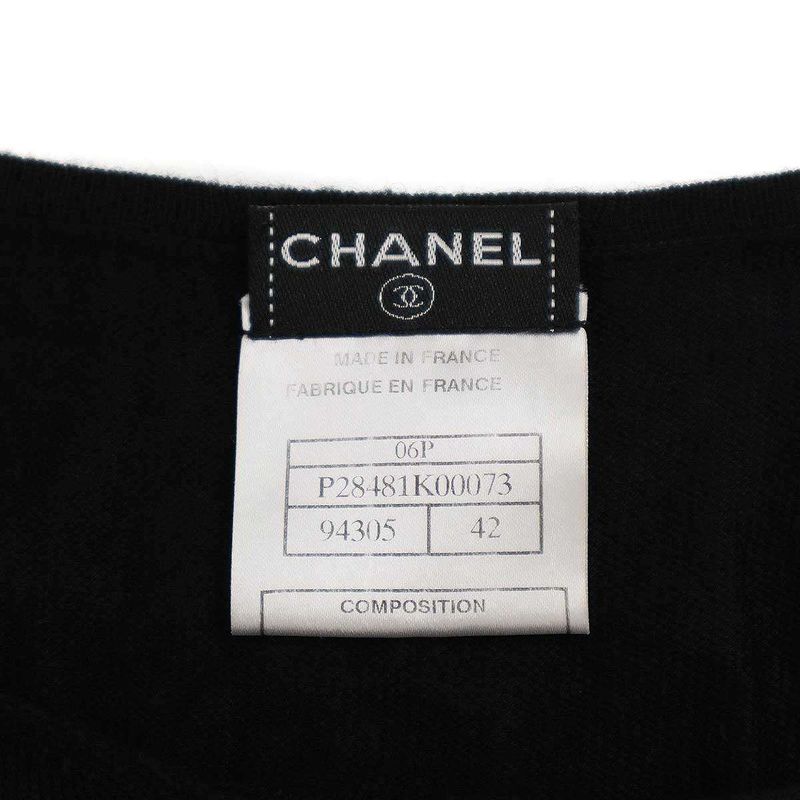 CHANEL
MADE IN FRANCE
FABRIQUE EN FRANCE
06P
P28481K00073
94305 42
COMPOSITION